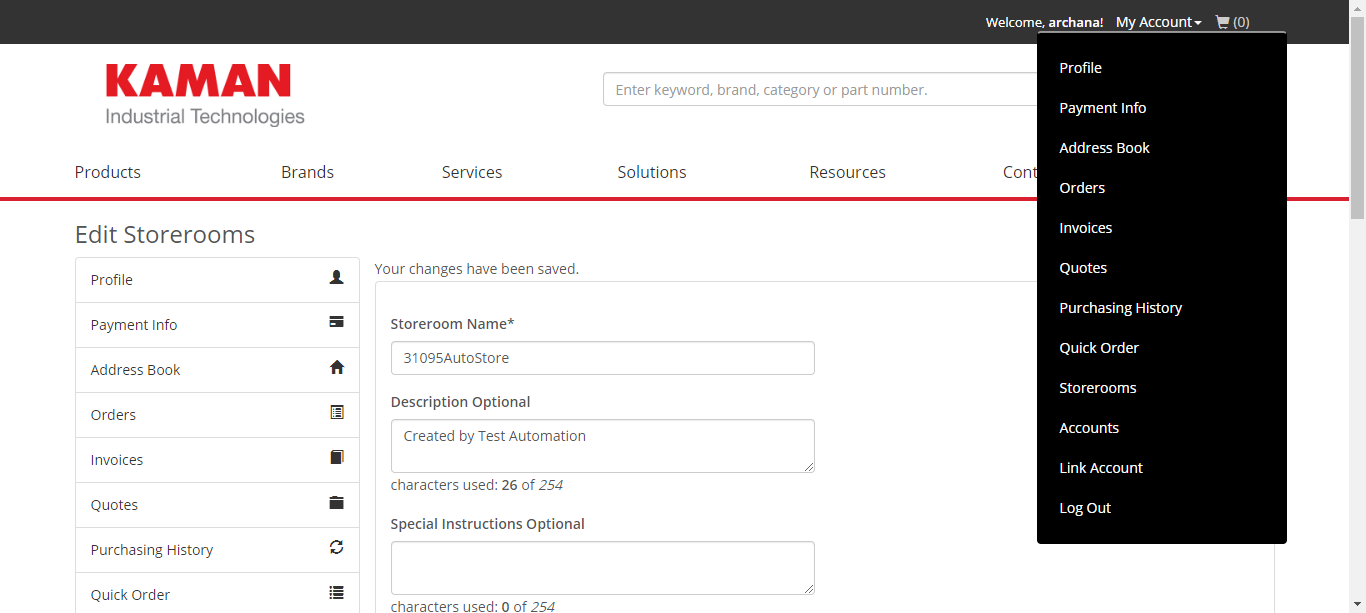 Welcome, archana! My Account (0)
KAMAN
Industrial Technologies
Enter keyword, brand, category or part number.
Products Brands Services Solutions Resources Cont
Profile
Payment Info
Address Book
Orders
Invoices
Quotes
Purchasing History
Quick Order
Storerooms
Accounts
Link Account
Log Out
Edit Storerooms
Profile
Payment Info
Address Book
Orders
Invoices
Quotes
Purchasing History
Quick Order
Your changes have been saved.
Storeroom Name*
31095AutoStore
Description Optional
Created by Test Automation
characters used: 26 of 254
Special Instructions Optional
characters used: 0 of 254